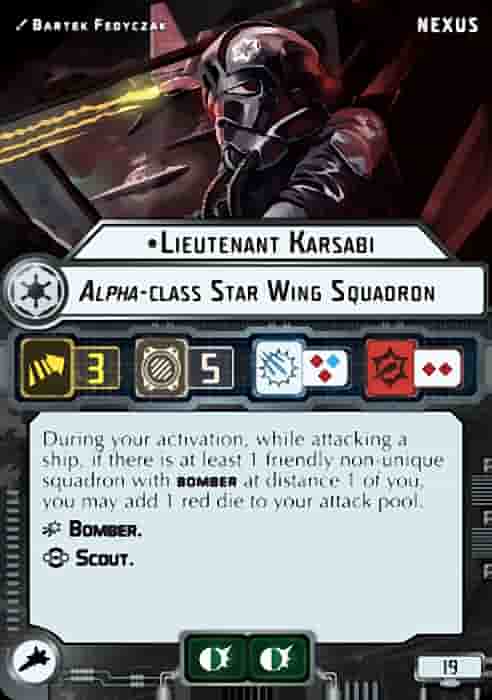 BARTEK FEDYCZAK
NEXUS
•LIEUTENANT KARSABI
ALPHA-CLASS STAR WING SQUADRON
3
5
During your activation, while attacking a
ship, if there is at least 1 friendly non-unique
squadron with BOMBER at distance 1 of you,
you may add 1 red die to your attack pool.
BOMBER.
SCOUT.
19